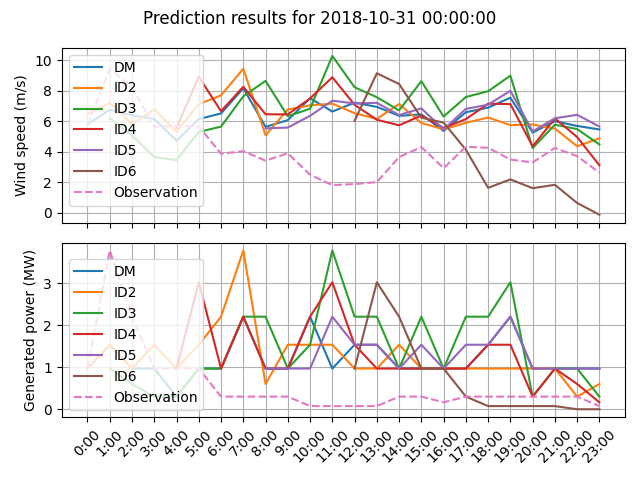 Prediction results for 2018-10-31 00:00:00
Wind speed (m/s)
10
8
6
4
2
0
DM
ID2
ID3
ID4
ID5
ID6
Observation
Generated power (MW)
3
2
1
0
DM
ID2
ID3
ID4
ID5
ID6
Observation
0:00 1:00 2:00 3:00 4:00 5:00 6:00 7:00 8:00 9:00 10:00 11:00 12:00 13:00 14:00 15:00 16:00 17:00 18:00 19:00 20:00 21:00 22:00 23:00